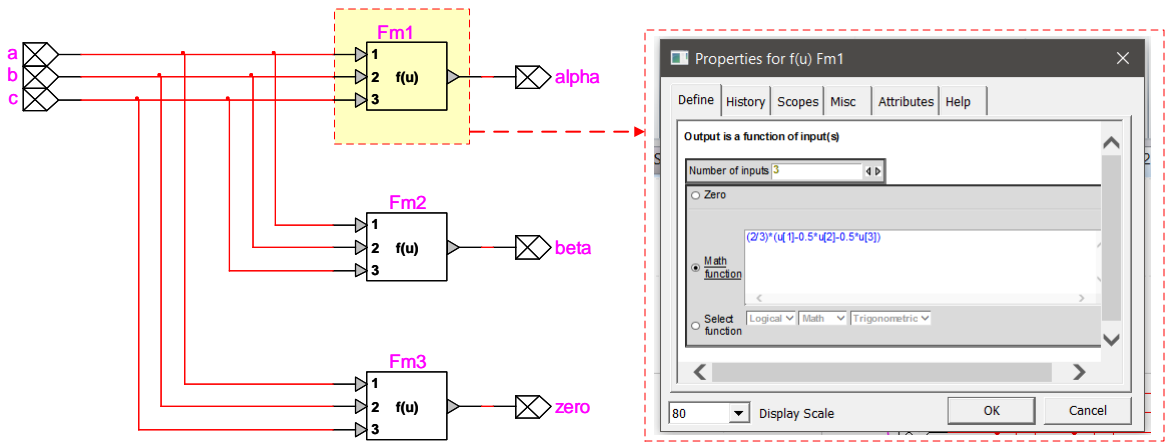 Fm1
a
1
b
2
f(u)
alpha
c
3
Fm2
1
2
f(u)
beta
3
Fm3
1
2
f(u)
zero
3
Properties for f(u) Fm1
Define History Scopes Misc Attributes Help
Output is a function of input(s)
Number of inputs 3
Zero
(2/3)*(u[1]-0.5*u[2]-0.5*u[3])
Math
function
Select
function
Logical Math Trigonometric
80 Display Scale OK Cancel
S
2